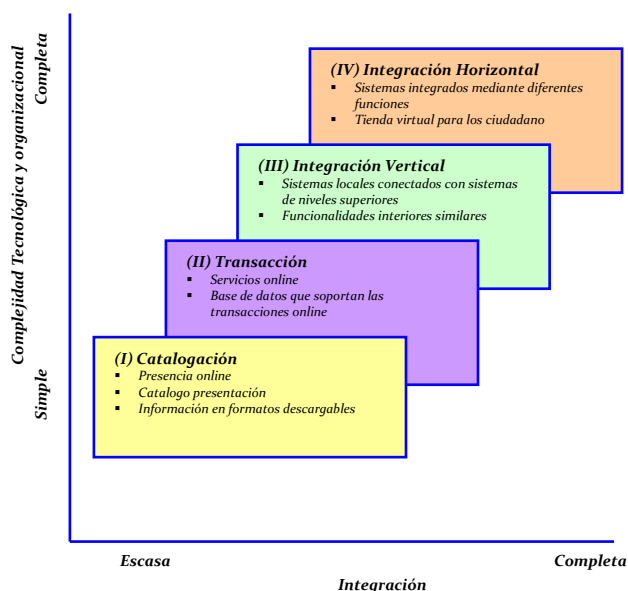 Complejidad Tecnológica y organizacional
Completa
Simple
(IV) Integración Horizontal
▪ Sistemas integrados mediante diferentes
funciones
▪ Tienda virtual para los ciudadano
(III) Integración Vertical
▪ Sistemas locales conectados con sistemas
de niveles superiores
▪ Funcionalidades interiores similares
(II) Transacción
▪ Servicios online
▪ Base de datos que soportan las
transacciones online
(I) Catalogación
▪ Presencia online
▪ Catalogo presentación
▪ Información en formatos descargables
Escasa
Completa
Integración